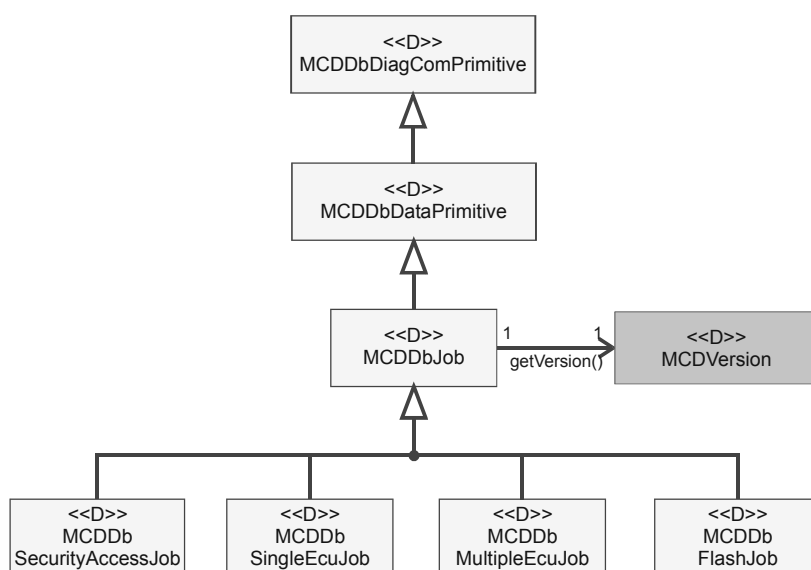 <<D>>
MCDDbDiagComPrimitive
<<D>>
MCDDbDataPrimitive
<<D>>
MCDDbJob
1
1
getVersion()
<<D>>
MCDVersion
<<D>>
MCDDb
SecurityAccessJob
<<D>>
MCDDb
SingleEcuJob
<<D>>
MCDDb
MultipleEcuJob
<<D>>
MCDDb
FlashJob